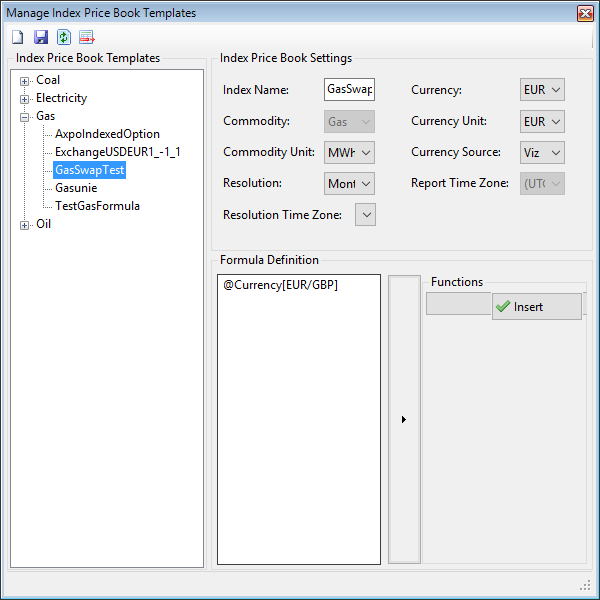 Manage Index Price Book Templates
Index Price Book Templates
Coal
Electricity
Gas
AxpoIndexedOption
ExchangeUSDEUR1_-1_1
GasSwapTest
Gasunie
TestGasFormula
Oil
Index Price Book Settings
Index Name: GasSwap Currency: EUR
Commodity: Gas Currency Unit: EUR
Commodity Unit: MWh Currency Source: Viz
Resolution: Mont Report Time Zone: (UTC
Resolution Time Zone:
Formula Definition
@Currency[EUR/GBP]
Functions
Insert